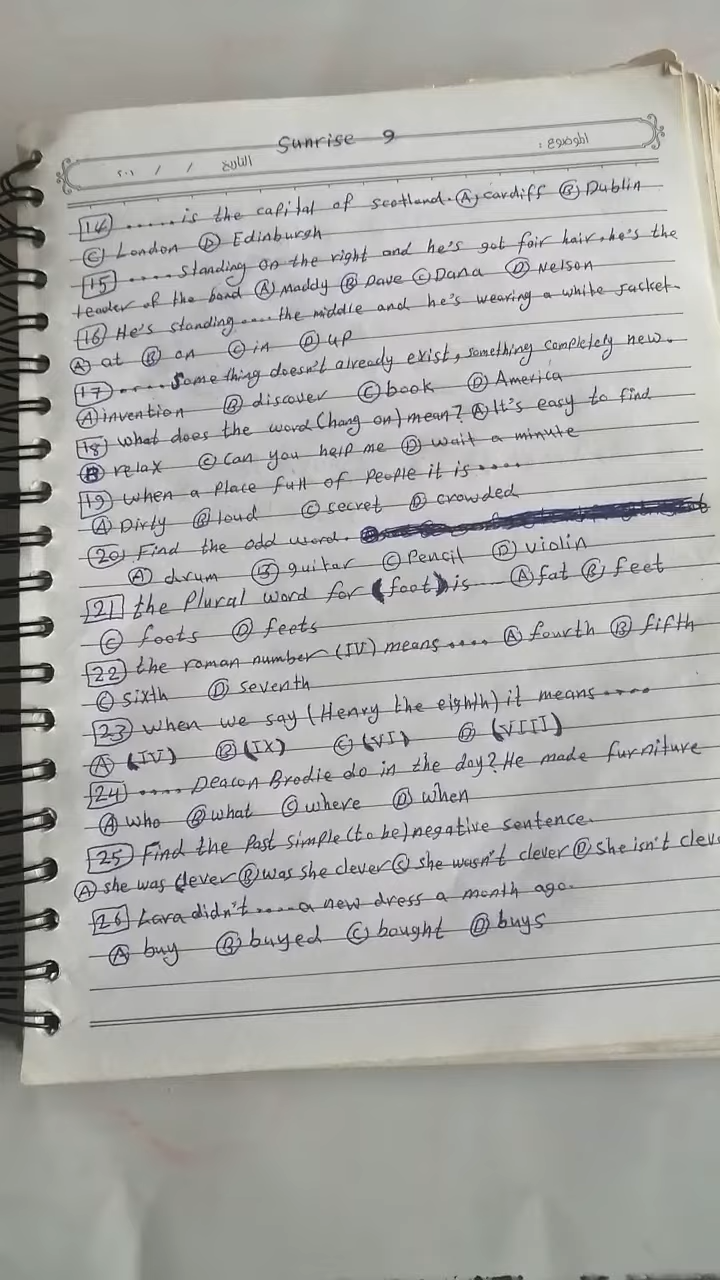 Sunrise 9
الموضوع :
التاريخ / / ٢٠١
14 ..... is the capital of scotland. A cardiff B Dublin
C London D Edinburgh
15 ..... standing on the right and he's got fair hair, he's the
leader of the band A Maddy B Dave C Dana D Nelson
16 He's standing .... the middle and he's wearing a white jacket.
A at B on C in D up
17 ..... Something doesn't already exist, something completely new.
A invention B discover C book D America
18 what does the word (hang on) mean? A It's easy to find
B relax C can you help me D wait a minute
19 when a place full of people it is ....
A Dirty B loud C secret D crowded
20 Find the odd word.
A drum B guitar C Pencil D violin
21 the plural word for (foot) is .... A fat B feet
C foots D feets
22 the roman number (IV) means .... A fourth B fifth
C sixth D seventh
23 when we say (Henry the eighth) it means ....
A (IV) B (IX) C (VI) D (VIII)
24 .... Deacon Brodie do in the day? He made furniture
A who B what C where D when
25 Find the Past simple (to be) negative sentence.
A she was clever B was she clever C she wasn't clever D she isn't cleve
26 Lara didn't .... a new dress a month ago.
A buy B buyed C bought D buys